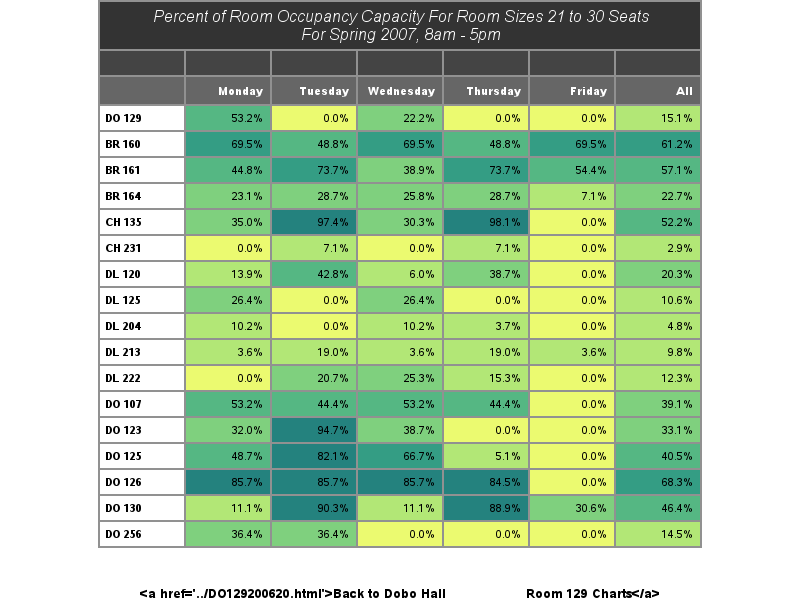 Percent of Room Occupancy Capacity For Room Sizes 21 to 30 Seats
For Spring 2007, 8am - 5pm
Monday Tuesday Wednesday Thursday Friday All
DO 129 53.2% 0.0% 22.2% 0.0% 0.0% 15.1%
BR 160 69.5% 48.8% 69.5% 48.8% 69.5% 61.2%
BR 161 44.8% 73.7% 38.9% 73.7% 54.4% 57.1%
BR 164 23.1% 28.7% 25.8% 28.7% 7.1% 22.7%
CH 135 35.0% 97.4% 30.3% 98.1% 0.0% 52.2%
CH 231 0.0% 7.1% 0.0% 7.1% 0.0% 2.9%
DL 120 13.9% 42.8% 6.0% 38.7% 0.0% 20.3%
DL 125 26.4% 0.0% 26.4% 0.0% 0.0% 10.6%
DL 204 10.2% 0.0% 10.2% 3.7% 0.0% 4.8%
DL 213 3.6% 19.0% 3.6% 19.0% 3.6% 9.8%
DL 222 0.0% 20.7% 25.3% 15.3% 0.0% 12.3%
DO 107 53.2% 44.4% 53.2% 44.4% 0.0% 39.1%
DO 123 32.0% 94.7% 38.7% 0.0% 0.0% 33.1%
DO 125 48.7% 82.1% 66.7% 5.1% 0.0% 40.5%
DO 126 85.7% 85.7% 85.7% 84.5% 0.0% 68.3%
DO 130 11.1% 90.3% 11.1% 88.9% 30.6% 46.4%
DO 256 36.4% 36.4% 0.0% 0.0% 0.0% 14.5%
<a href='../DO129200620.html'>Back to Dobo Hall Room 129 Charts</a>